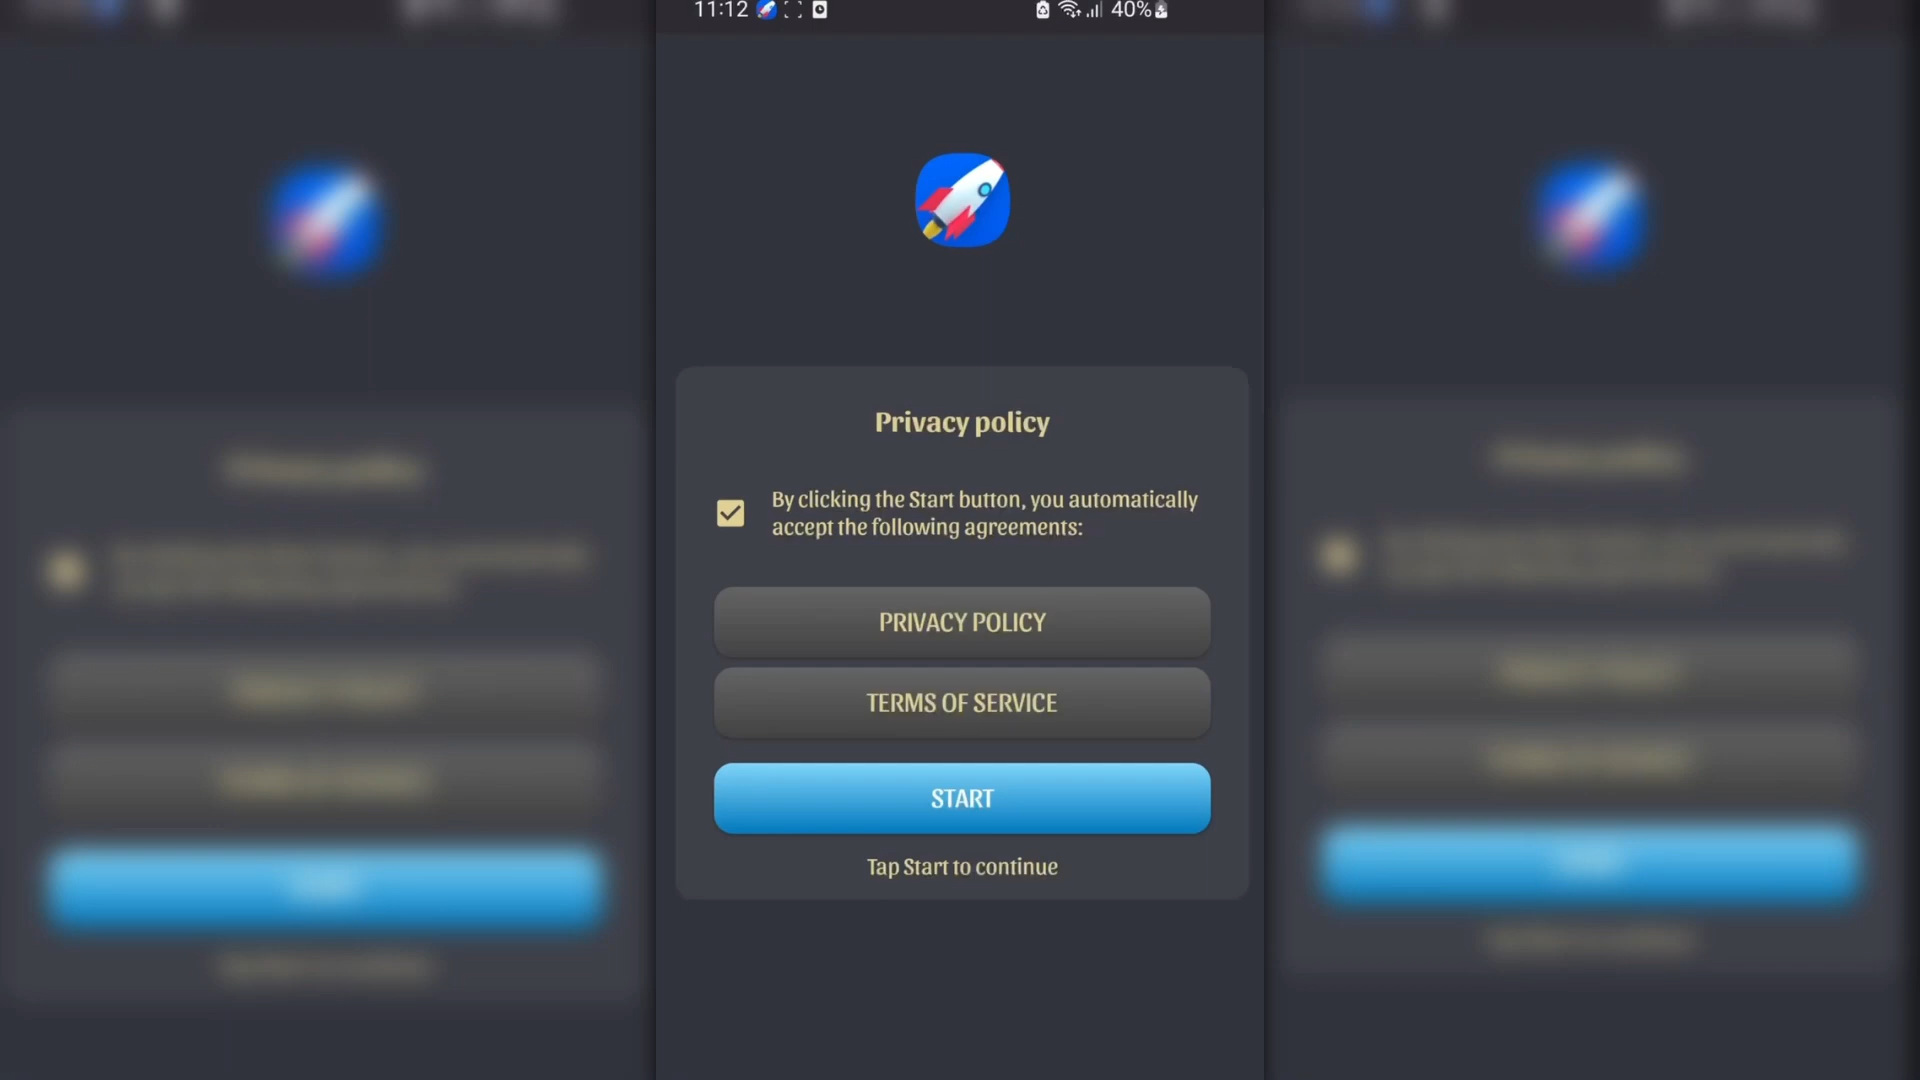 11:12
40%
Privacy policy
By clicking the Start button, you automatically
accept the following agreements:
PRIVACY POLICY
TERMS OF SERVICE
START
Tap Start to continue